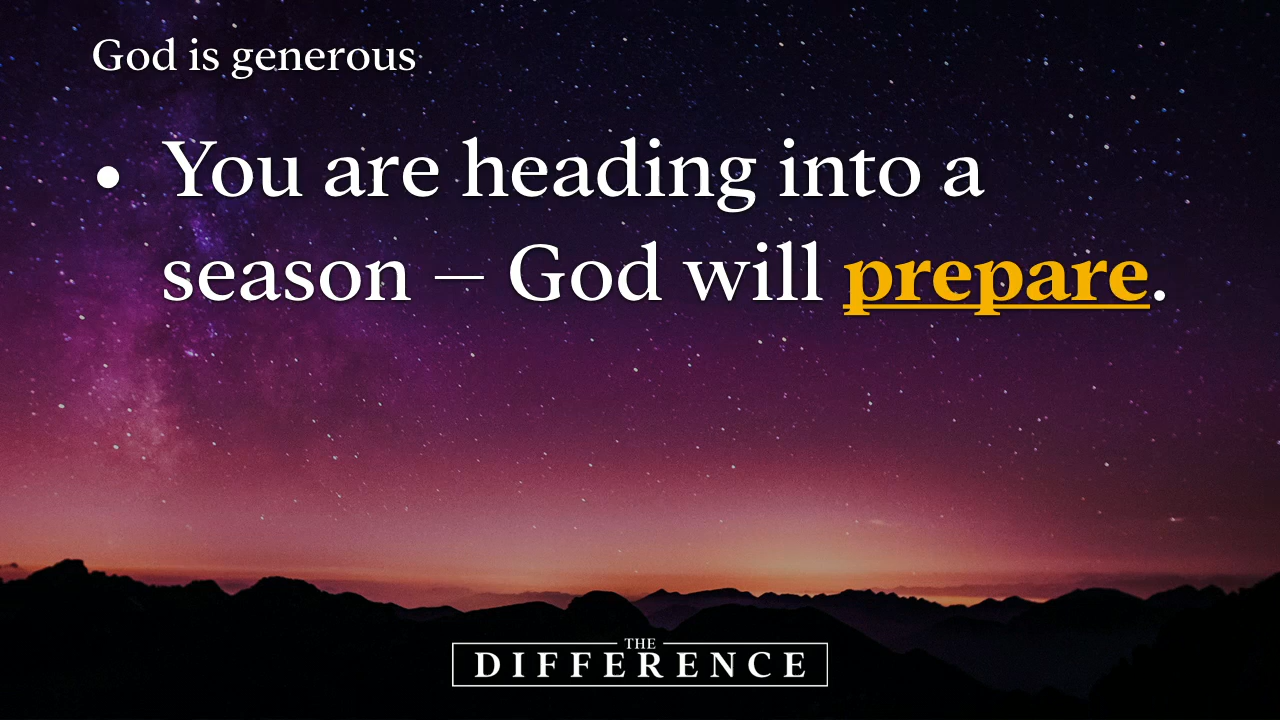 God is generous
• You are heading into a
season – God will prepare.
THE
DIFFERENCE